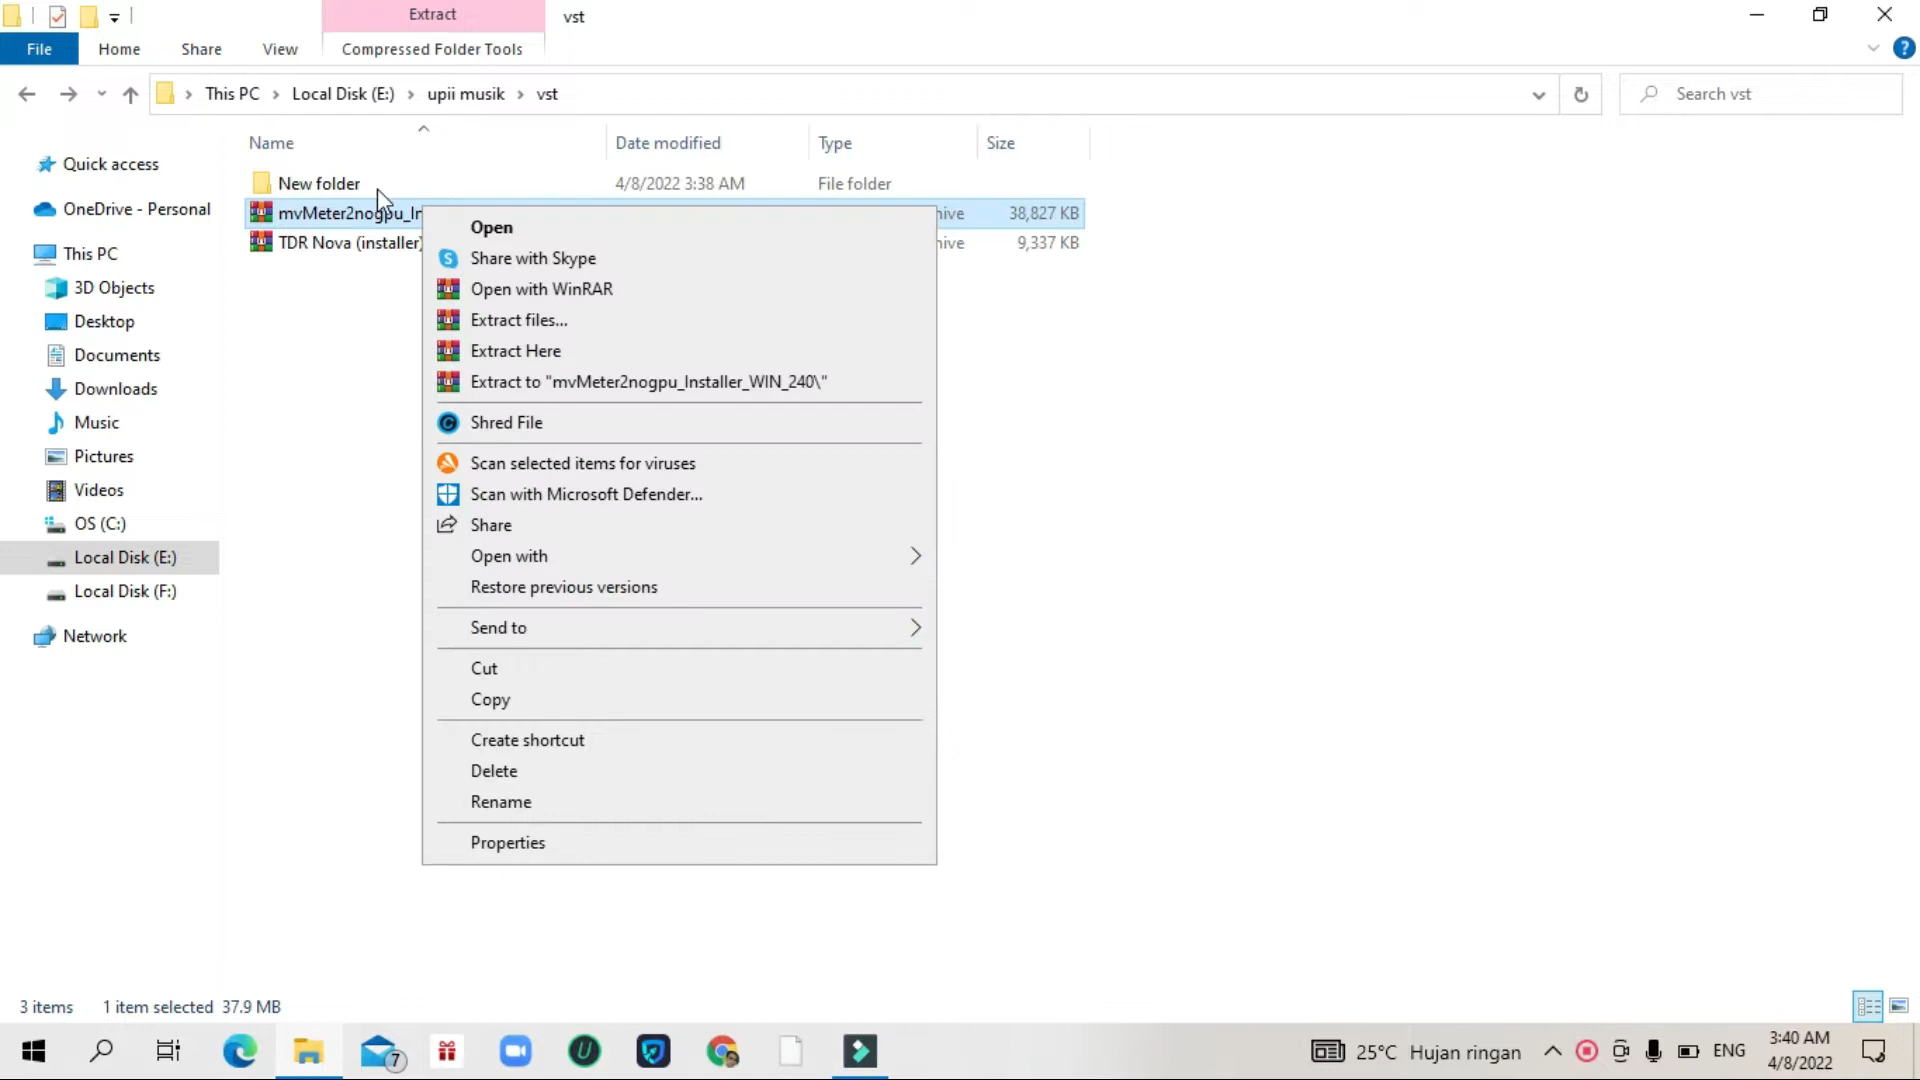 Extract
vst
File
Home
Share
View
Compressed Folder Tools
This PC
Local Disk (E:)
upii musik
vst
Search vst
Name
Date modified
Type
Size
New folder
4/8/2022 3:38 AM
File folder
mvMeter2nogpu_In
hive
38,827 KB
TDR Nova (installer)
hive
9,337 KB
Quick access
OneDrive - Personal
This PC
3D Objects
Desktop
Documents
Downloads
Music
Pictures
Videos
OS (C:)
Local Disk (E:)
Local Disk (F:)
Network
Open
Share with Skype
Open with WinRAR
Extract files...
Extract Here
Extract to "mvMeter2nogpu_Installer_WIN_240\"
Shred File
Scan selected items for viruses
Scan with Microsoft Defender...
Share
Open with
Restore previous versions
Send to
Cut
Copy
Create shortcut
Delete
Rename
Properties
3 items
1 item selected 37.9 MB
7
25°C Hujan ringan
ENG
3:40 AM
4/8/2022